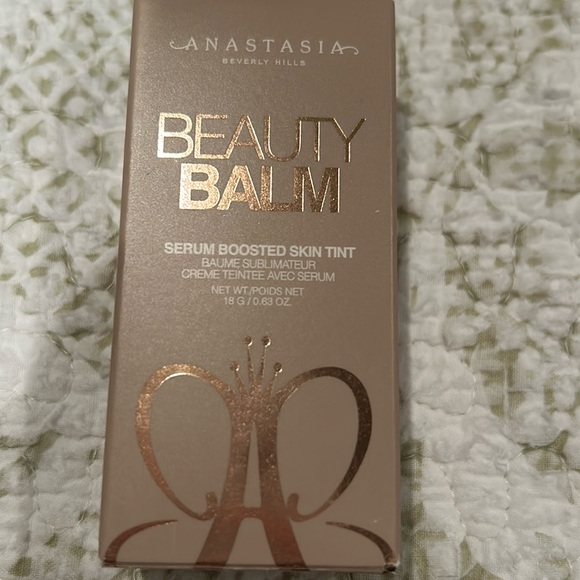 ANASTASIA
BEVERLY HILLS
BEAUTY
BALM
SERUM BOOSTED SKIN TINT
BAUME SUBLIMATEUR
CREME TEINTEE AVEC SERUM
NET WT./POIDS NET
18 G / 0.63 OZ.